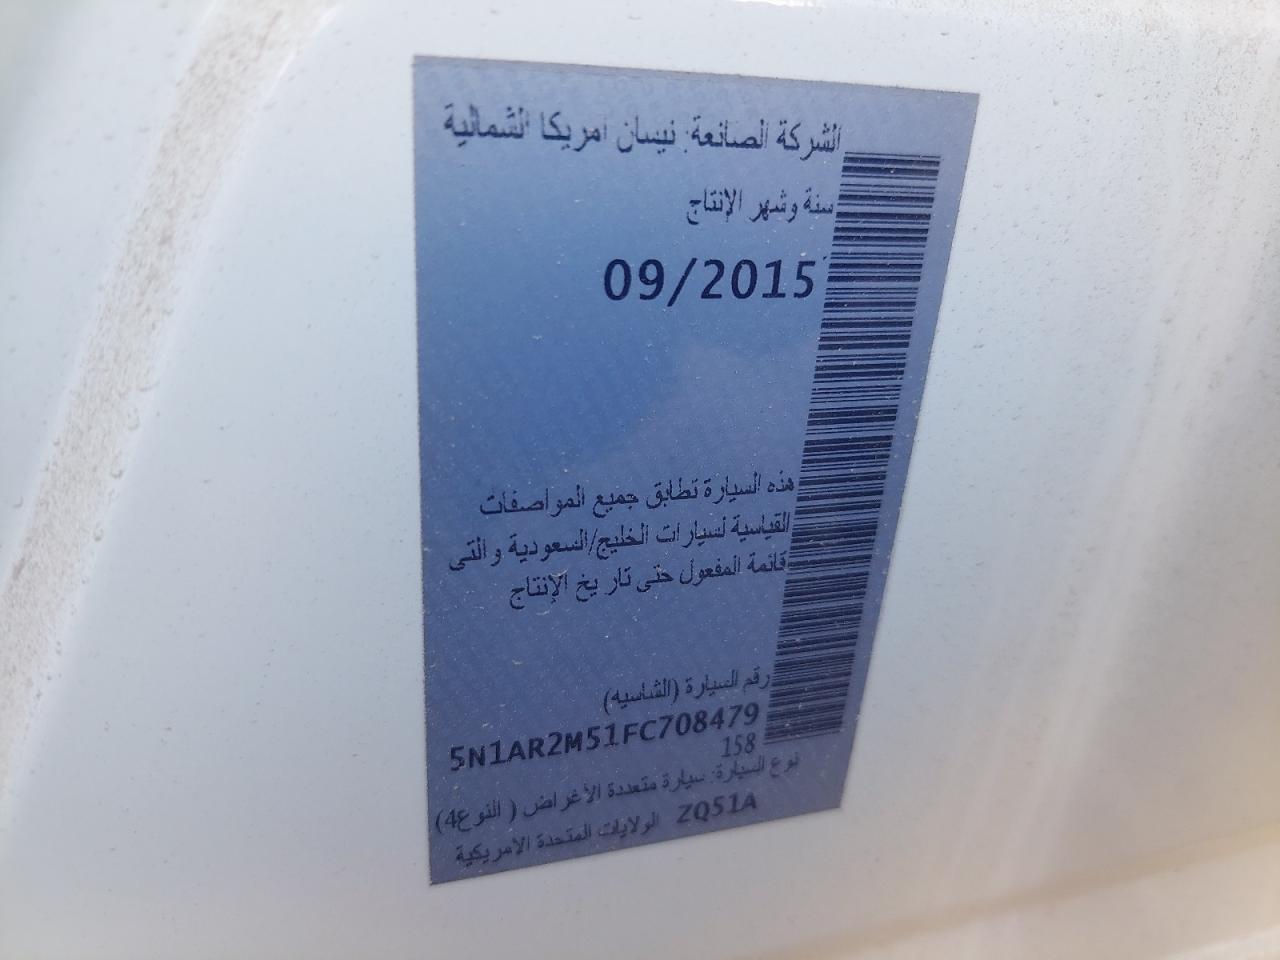 الشركة الصانعة: نيسان امريكا الشمالية
سنة وشهر الإنتاج
09/2015
هذه السيارة تطابق جميع المواصفات
القياسية لسيارات الخليج/السعودية والتى
قائمة المفعول حتى تاريخ الإنتاج
رقم السيارة (الشاسيه)
5N1AR2M51FC708479
158
نوع السيارة: سيارة متعددة الأغراض ( النوع4)
ZQ51A الولايات المتحدة الامريكية